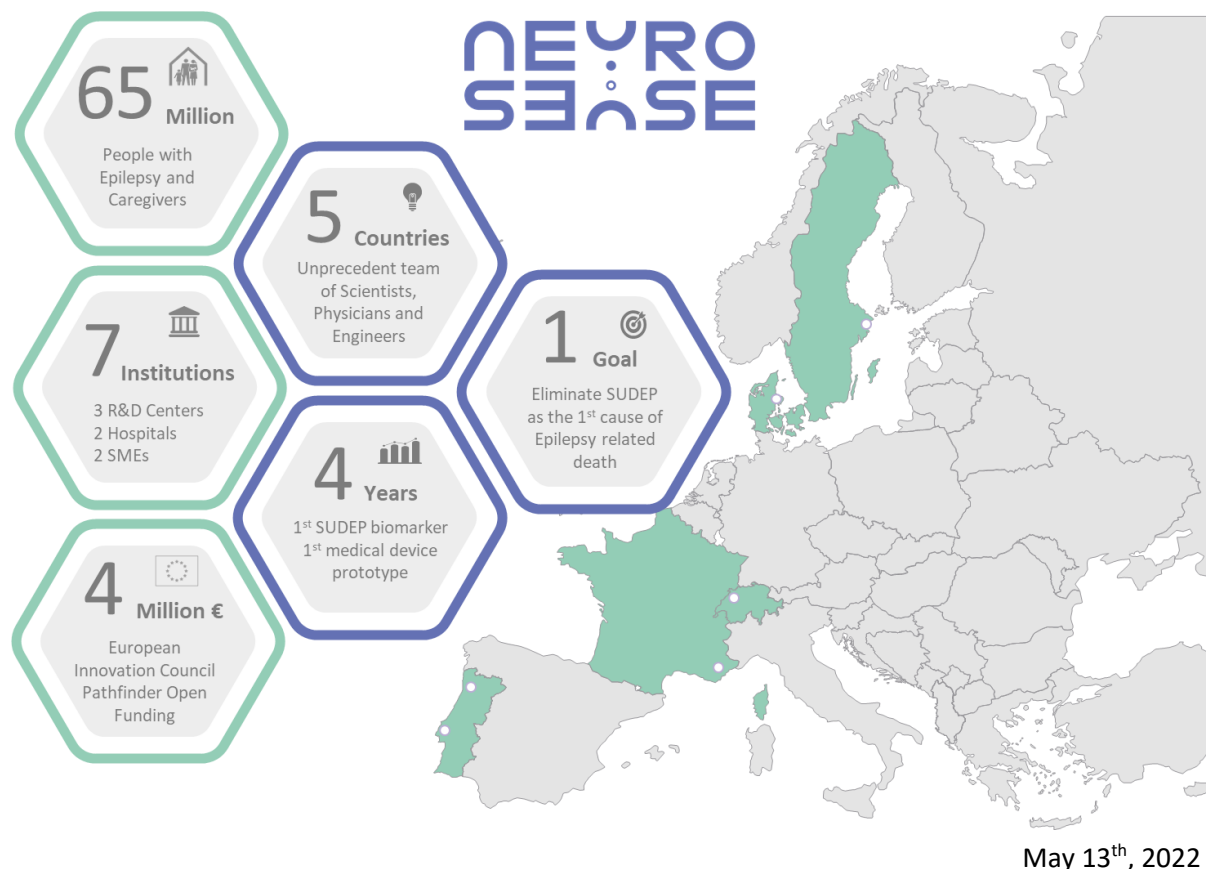 NEYRO
SENSE
65 Million
People with
Epilepsy and
Caregivers
5 Countries
Unprecedent team
of Scientists,
Physicians and
Engineers
7 Institutions
3 R&D Centers
2 Hospitals
2 SMEs
1 Goal
Eliminate SUDEP
as the 1st cause of
Epilepsy related
death
4 Years
1st SUDEP biomarker
1st medical device
prototype
4 Million €
European
Innovation Council
Pathfinder Open
Funding
May 13th, 2022